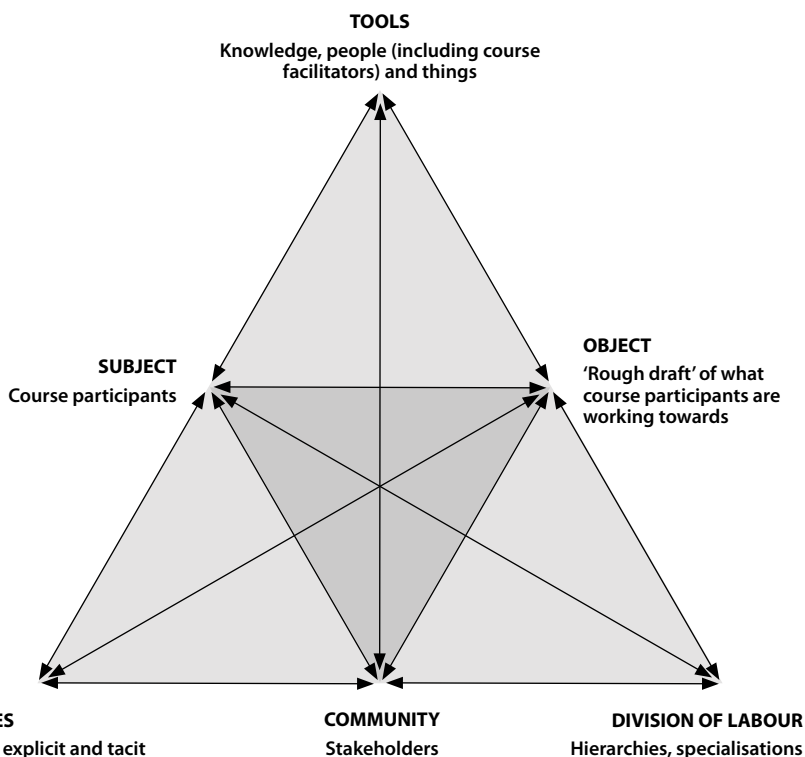 TOOLS
Knowledge, people (including course
facilitators) and things
SUBJECT
Course participants
OBJECT
‘Rough draft’ of what
course participants are
working towards
ES
explicit and tacit
COMMUNITY
Stakeholders
DIVISION OF LABOUR
Hierarchies, specialisations